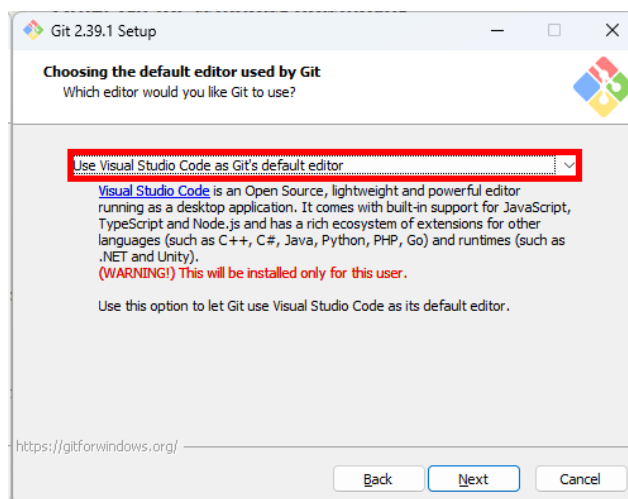 Git 2.39.1 Setup
Choosing the default editor used by Git
Which editor would you like Git to use?
Use Visual Studio Code as Git's default editor
Visual Studio Code is an Open Source, lightweight and powerful editor
running as a desktop application. It comes with built-in support for JavaScript,
TypeScript and Node.js and has a rich ecosystem of extensions for other
languages (such as C++, C#, Java, Python, PHP, Go) and runtimes (such as
.NET and Unity).
(WARNING!) This will be installed only for this user.
Use this option to let Git use Visual Studio Code as its default editor.
https://gitforwindows.org/
Back Next Cancel